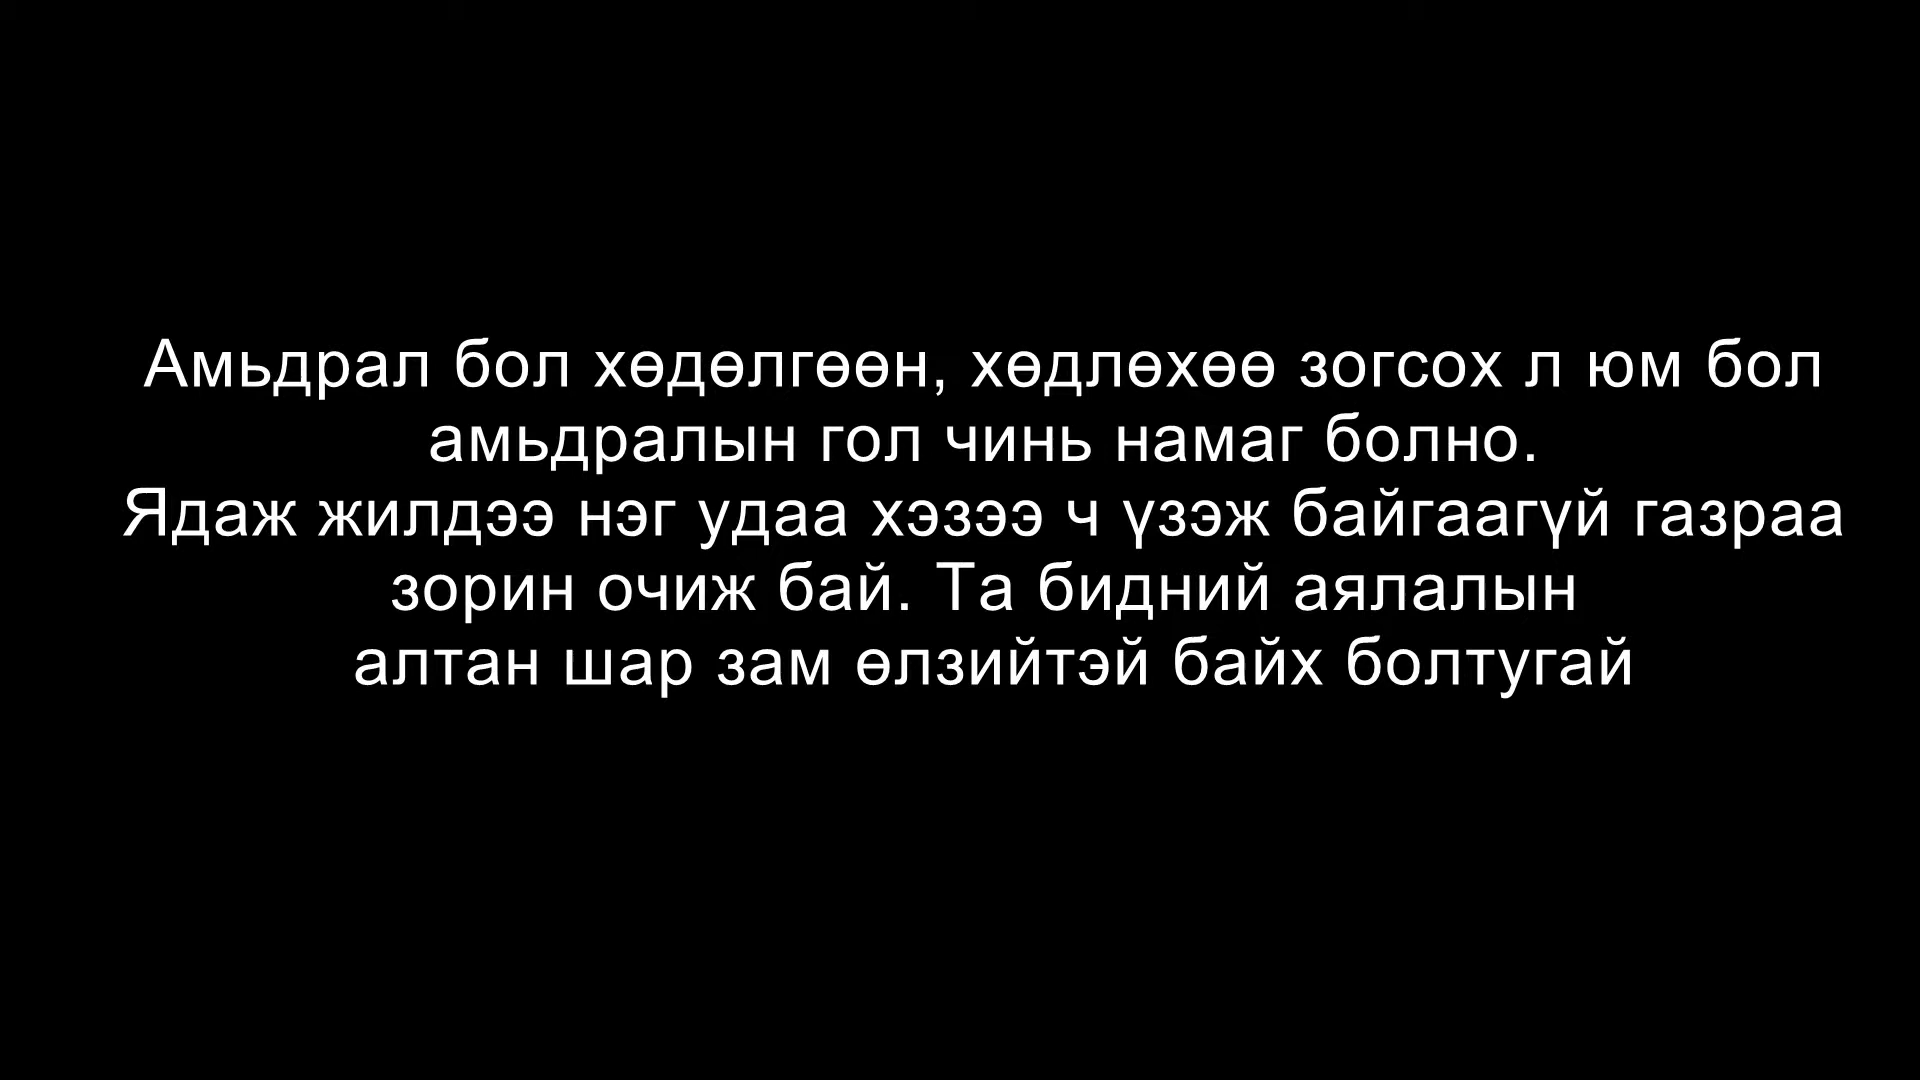 Амьдрал бол хөдөлгөөн, хөдлөхөө зогсох л юм бол
амьдралын гол чинь намаг болно.
Ядаж жилдээ нэг удаа хэзээ ч үзэж байгаагүй газраа
зорин очиж бай. Та бидний аялалын
алтан шар зам өлзийтэй байх болтугай